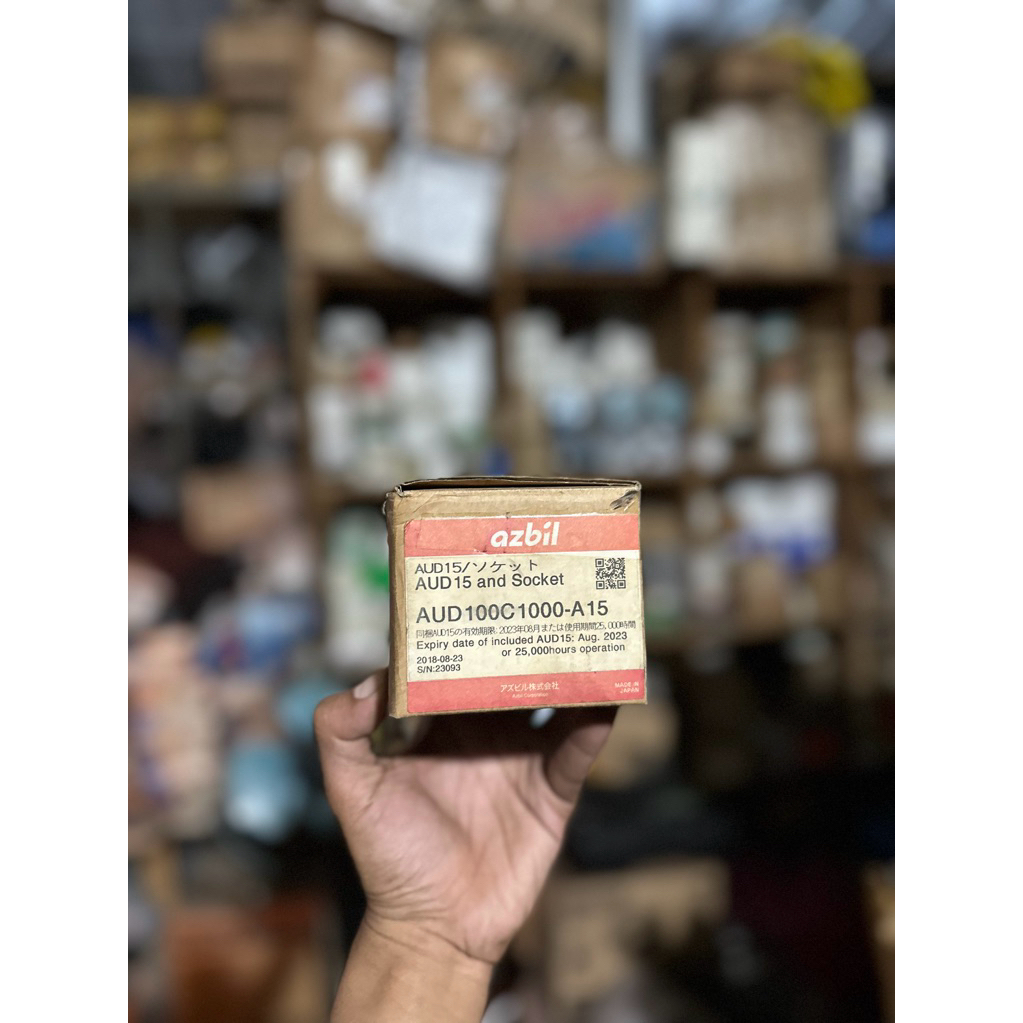 azbil
AUD15/ソケット
AUD15 and Socket
AUD100C1000-A15
同梱AUD15の有効期限: 2023年08月または使用期間25,000時間
Expiry date of included AUD15: Aug. 2023
or 25,000hours operation
2018-08-23
S/N:23093
アズビル株式会社
Azbil Corporation
MADE IN
JAPAN